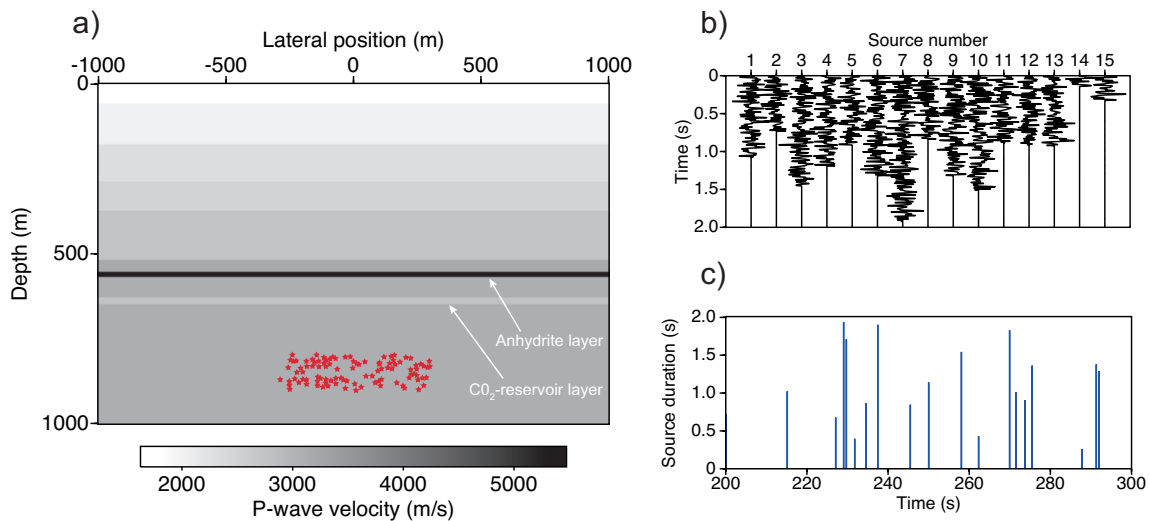 a)
Lateral position (m)
-1000 -500 0 500 1000
Depth (m)
0
500
1000
Anhydrite layer
C0₂-reservoir layer
2000 3000 4000 5000
P-wave velocity (m/s)
b)
Source number
1 2 3 4 5 6 7 8 9 10 11 12 13 14 15
Time (s)
0
0.5
1.0
1.5
2.0
c)
Source duration (s)
2.0
1.5
1.0
0.5
0
200 220 240 260 280 300
Time (s)